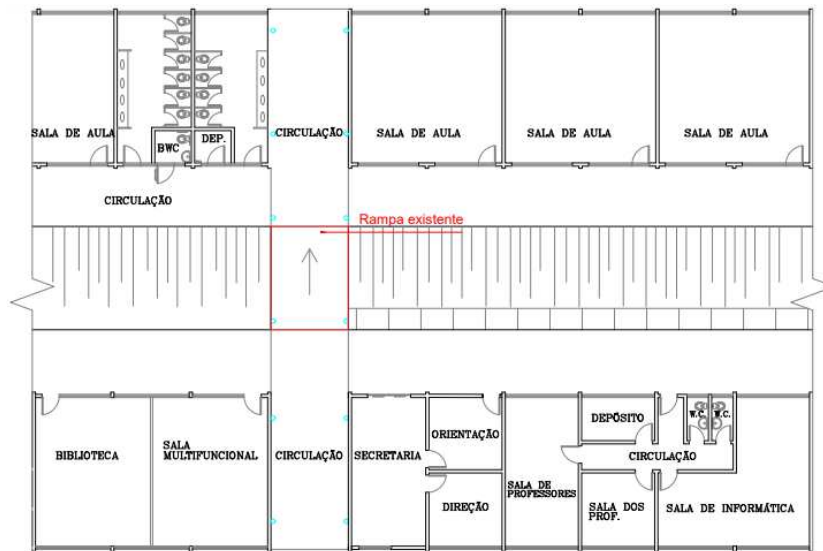 SALA DE AULA
BWC
DEP.
CIRCULAÇÃO
SALA DE AULA
SALA DE AULA
SALA DE AULA
CIRCULAÇÃO
Rampa existente
BIBLIOTECA
SALA
MULTIFUNCIONAL
CIRCULAÇÃO
SECRETARIA
ORIENTAÇÃO
DIREÇÃO
SALA DE
PROFESSORES
DEPÓSITO
W.C.
W.C.
CIRCULAÇÃO
SALA DOS
PROF.
SALA DE INFORMÁTICA